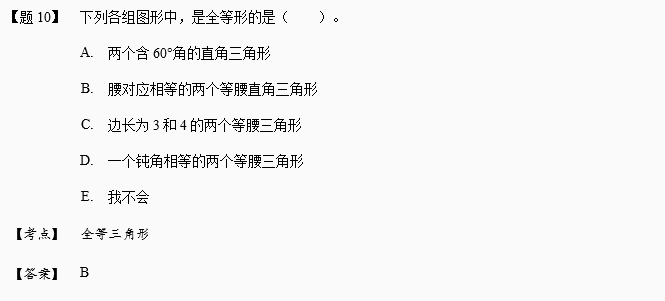 【题 10】 下列各组图形中，是全等形的是（  ）。
A. 两个含 60°角的直角三角形
B. 腰对应相等的两个等腰直角三角形
C. 边长为 3 和 4 的两个等腰三角形
D. 一个钝角相等的两个等腰三角形
E. 我不会
【考点】 全等三角形
【答案】 B